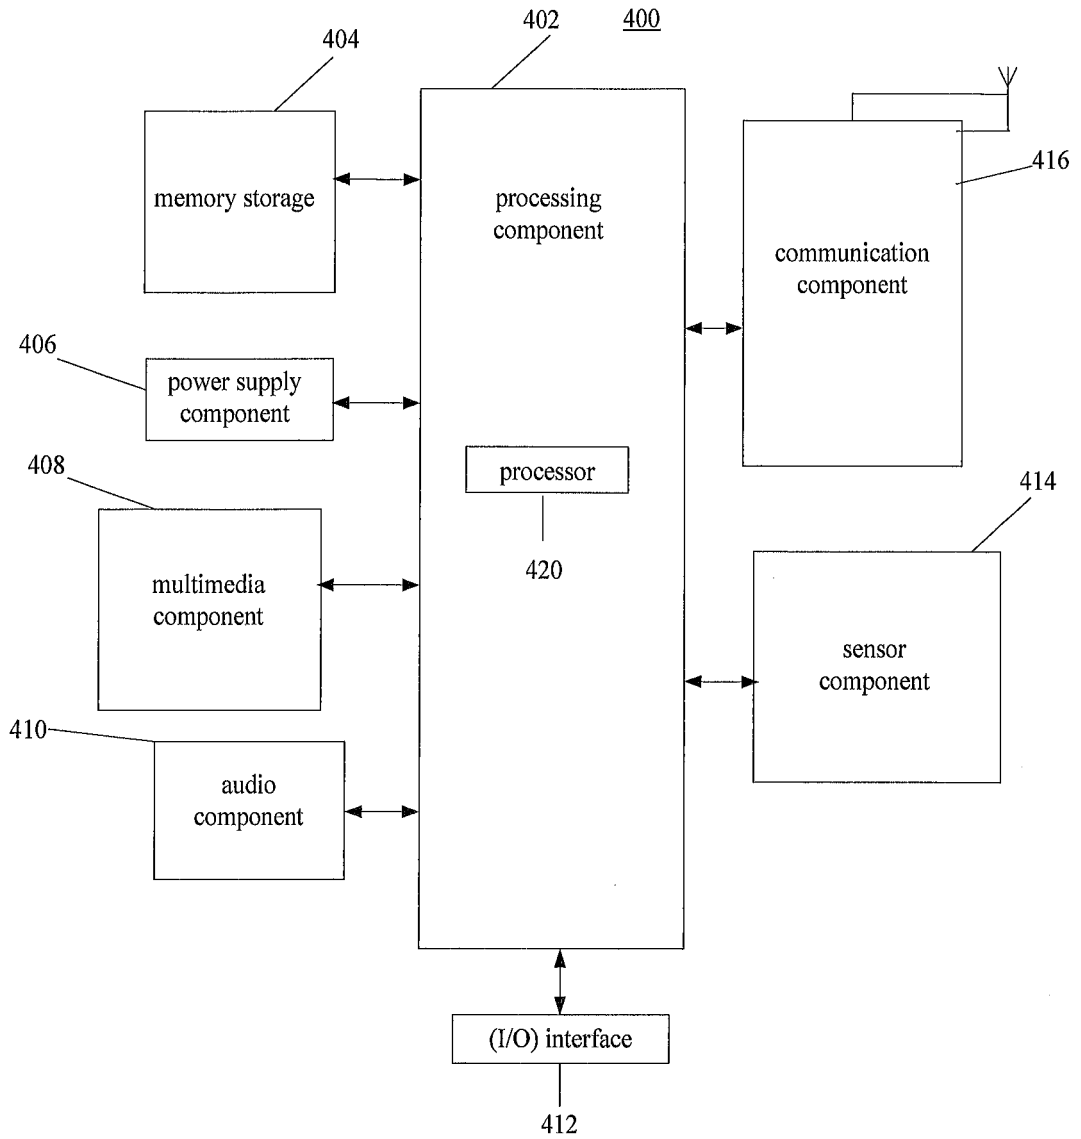 402
400
404
416
memory storage
processing
component
communication
component
406
power supply
component
408
processor
414
420
multimedia
component
sensor
component
410
audio
component
(I/O) interface
412